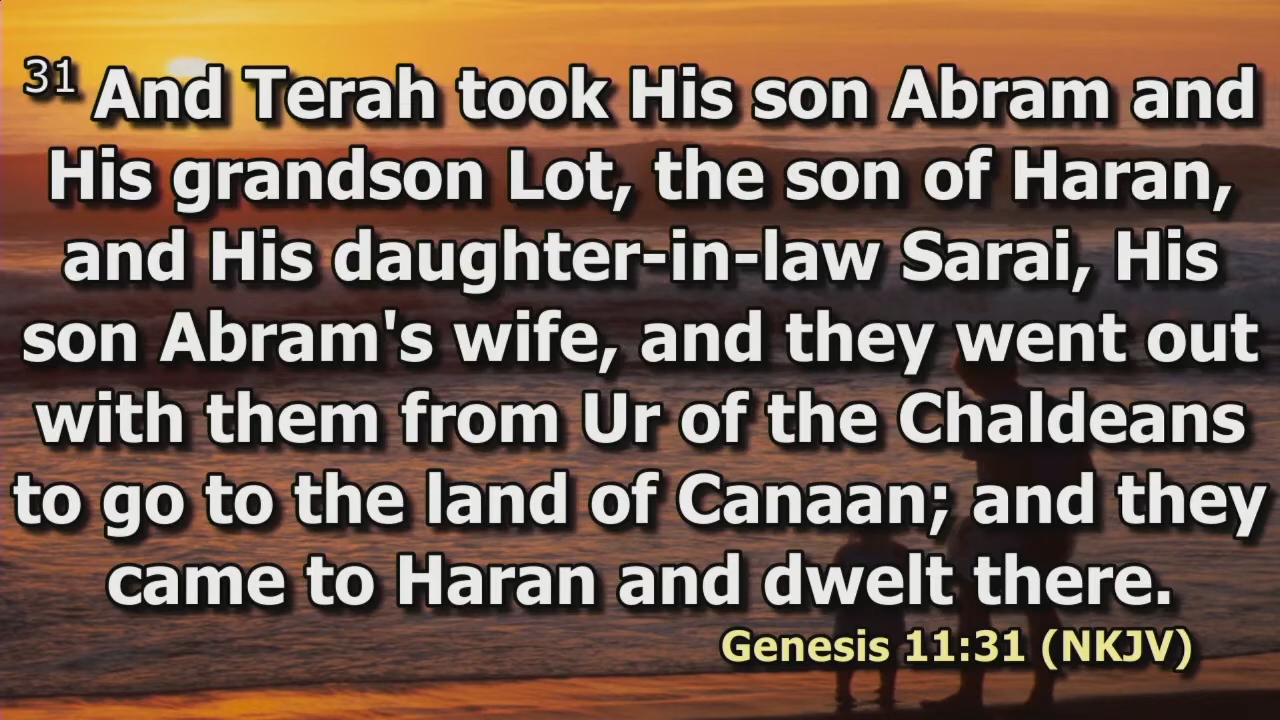 31 And Terah took His son Abram and
His grandson Lot, the son of Haran,
and His daughter-in-law Sarai, His
son Abram's wife, and they went out
with them from Ur of the Chaldeans
to go to the land of Canaan; and they
came to Haran and dwelt there.
Genesis 11:31 (NKJV)